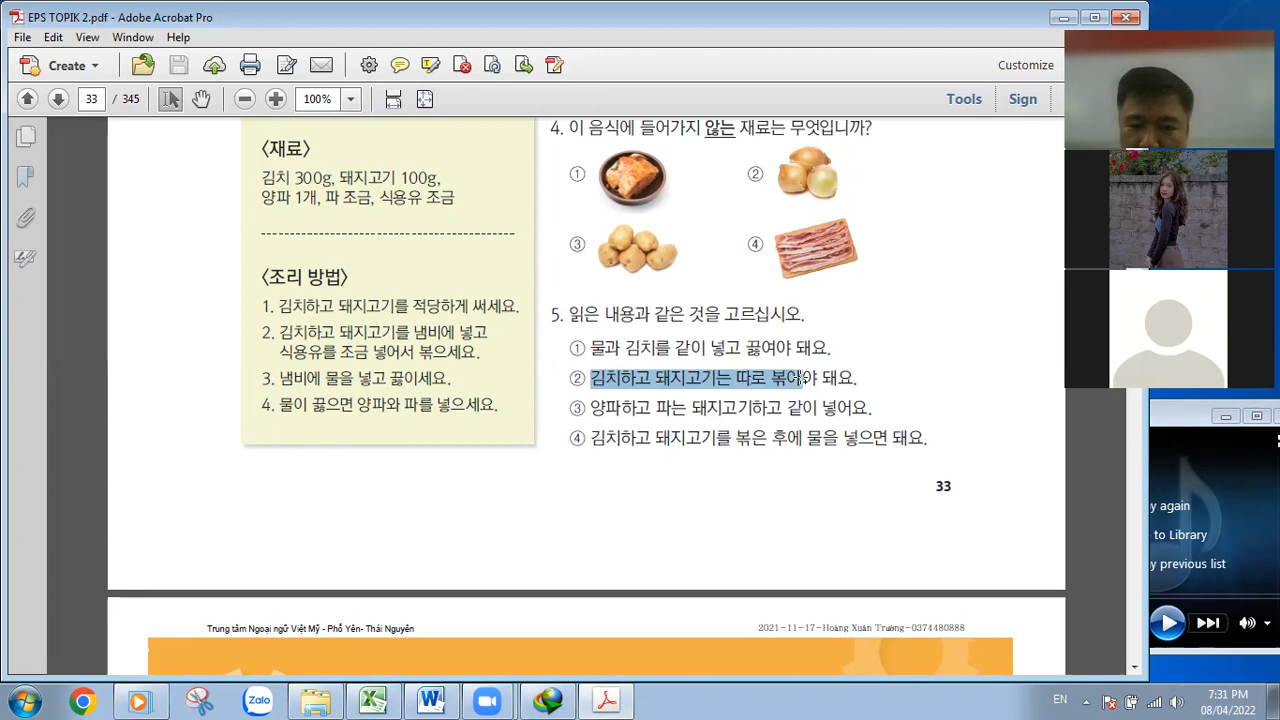 EPS TOPIK 2.pdf - Adobe Acrobat Pro
File Edit View Window Help
Create
Customize
33 / 345
100%
Tools
Sign
〈재료〉
김치 300g, 돼지고기 100g,
양파 1개, 파 조금, 식용유 조금
〈조리 방법〉
1. 김치하고 돼지고기를 적당하게 써세요.
2. 김치하고 돼지고기를 냄비에 넣고
식용유를 조금 넣어서 볶으세요.
3. 냄비에 물을 넣고 끓이세요.
4. 물이 끓으면 양파와 파를 넣으세요.
4. 이 음식에 들어가지 않는 재료는 무엇입니까?
①
②
③
④
5. 읽은 내용과 같은 것을 고르십시오.
① 물과 김치를 같이 넣고 끓여야 돼요.
② 김치하고 돼지고기는 따로 볶아야 돼요.
③ 양파하고 파는 돼지고기하고 같이 넣어요.
④ 김치하고 돼지고기를 볶은 후에 물을 넣으면 돼요.
33
Trung tâm Ngoại ngữ Việt Mỹ - Phổ Yên- Thái Nguyên
2021-11-17-Hoàng Xuân Trường-0374480888
y again
to Library
y previous list
Zalo
EN
7:31 PM
08/04/2022